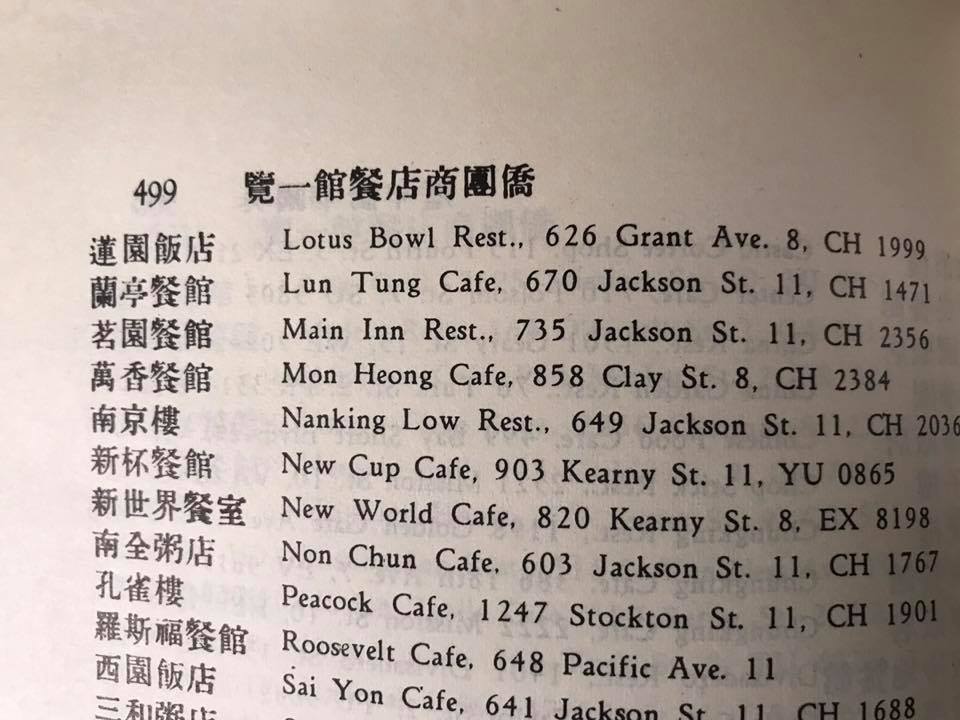 499 覽一館餐店商團僑
蓮園飯店 Lotus Bowl Rest., 626 Grant Ave. 8, CH 1999
蘭亭餐館 Lun Tung Cafe, 670 Jackson St. 11, CH 1471
茗園餐館 Main Inn Rest., 735 Jackson St. 11, CH 2356
萬香餐館 Mon Heong Cafe, 858 Clay St. 8, CH 2384
南京樓 Nanking Low Rest., 649 Jackson St. 11, CH 2036
新杯餐館 New Cup Cafe, 903 Kearny St. 11, YU 0865
新世界餐室 New World Cafe, 820 Kearny St. 8, EX 8198
南全粥店 Non Chun Cafe, 603 Jackson St. 11, CH 1767
孔雀樓 Peacock Cafe, 1247 Stockton St. 11, CH 1901
羅斯福餐館 Roosevelt Cafe, 648 Pacific Ave. 11
西園飯店 Sai Yon Cafe, 641 Jackson St. 11, CH 1688
三和粥店